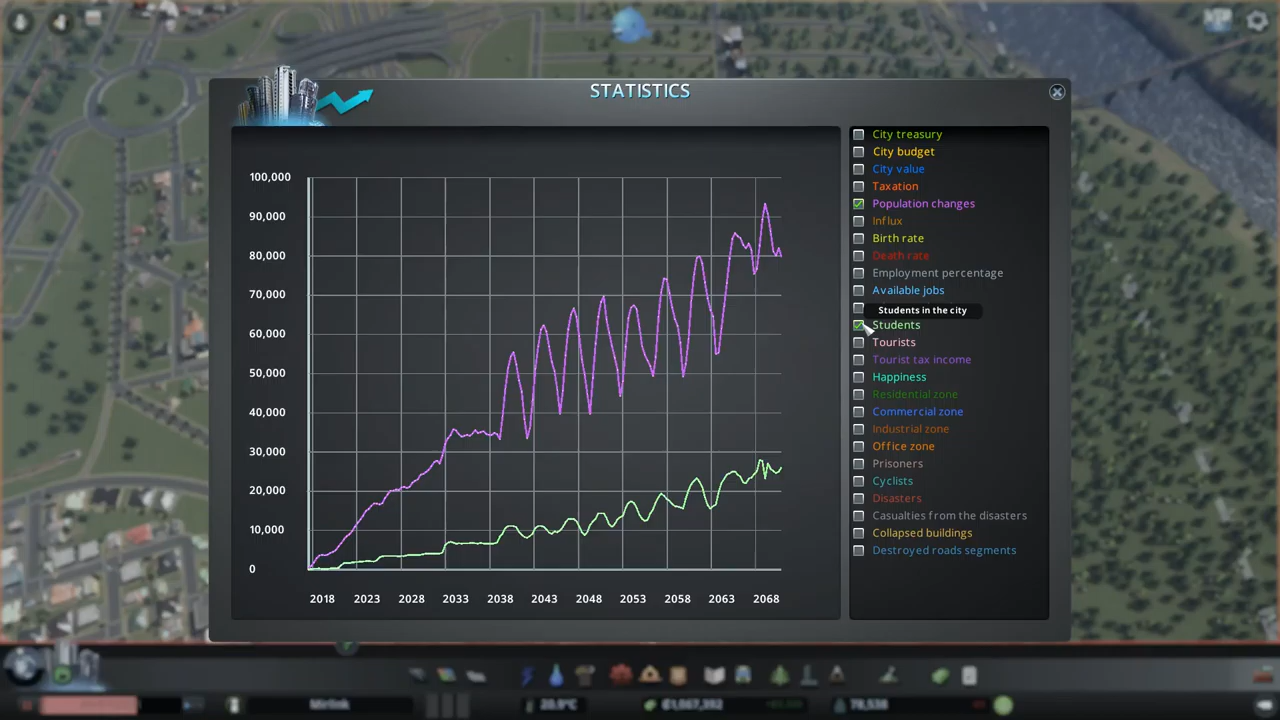 STATISTICS
100,000
90,000
80,000
70,000
60,000
50,000
40,000
30,000
20,000
10,000
0
2018 2023 2028 2033 2038 2043 2048 2053 2058 2063 2068
City treasury
City budget
City value
Taxation
Population changes
Influx
Birth rate
Death rate
Employment percentage
Available jobs
Students in the city
Students
Tourists
Tourist tax income
Happiness
Residential zone
Commercial zone
Industrial zone
Office zone
Prisoners
Cyclists
Disasters
Casualties from the disasters
Collapsed buildings
Destroyed roads segments